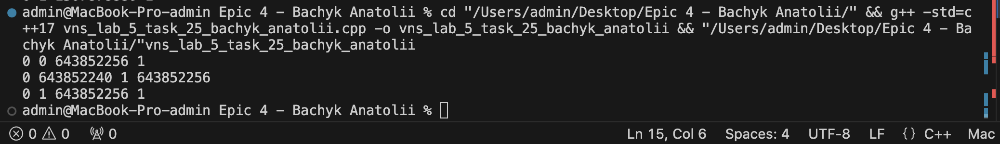 admin@MacBook-Pro-admin Epic 4 - Bachyk Anatolii % cd "/Users/admin/Desktop/Epic 4 - Bachyk Anatolii/" && g++ -std=c
++17 vns_lab_5_task_25_bachyk_anatolii.cpp -o vns_lab_5_task_25_bachyk_anatolii && "/Users/admin/Desktop/Epic 4 - Ba
chyk Anatolii/"vns_lab_5_task_25_bachyk_anatolii
0 0 643852256 1
0 643852240 1 643852256
0 1 643852256 1
admin@MacBook-Pro-admin Epic 4 - Bachyk Anatolii %
0 0 0 Ln 15, Col 6 Spaces: 4 UTF-8 LF {} C++ Mac